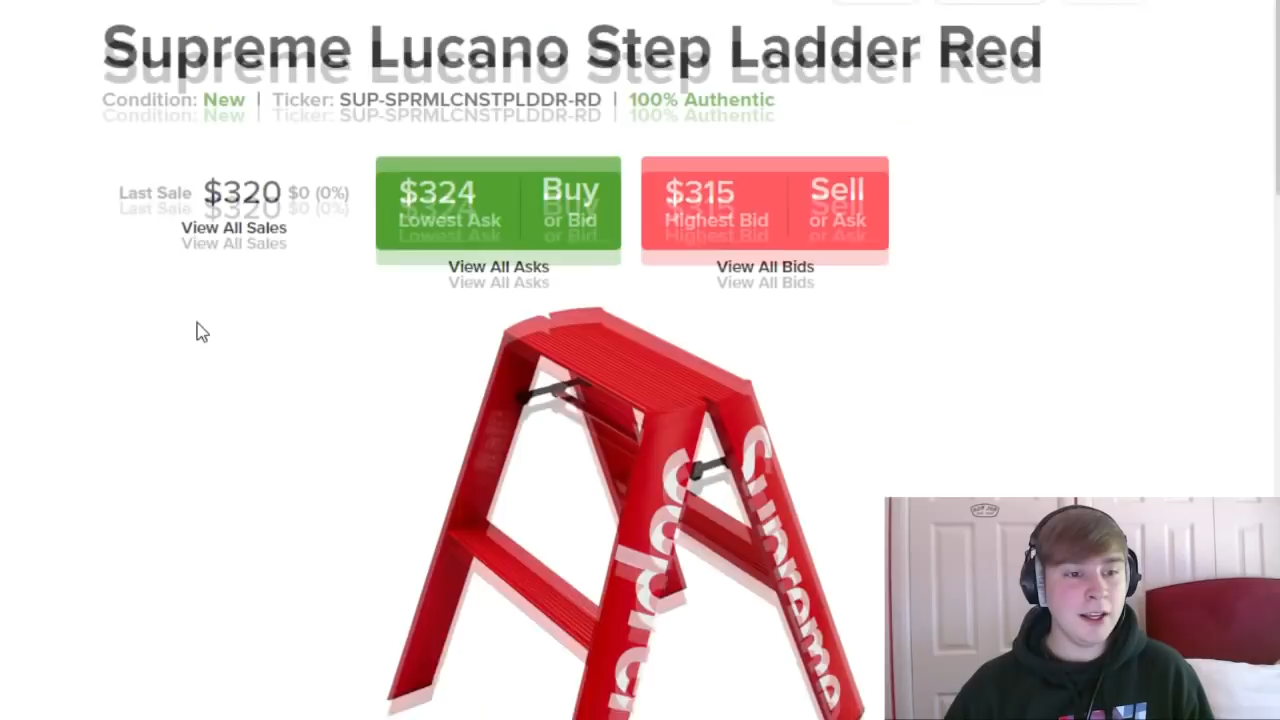 Supreme Lucano Step Ladder Red
Condition: New | Ticker: SUP-SPRMLCNSTPLDDR-RD | 100% Authentic
Last Sale $320 $0 (0%)
View All Sales
$324 Buy
Lowest Ask or Bid
View All Asks
$315 Sell
Highest Bid or Ask
View All Bids
Supreme
Supreme